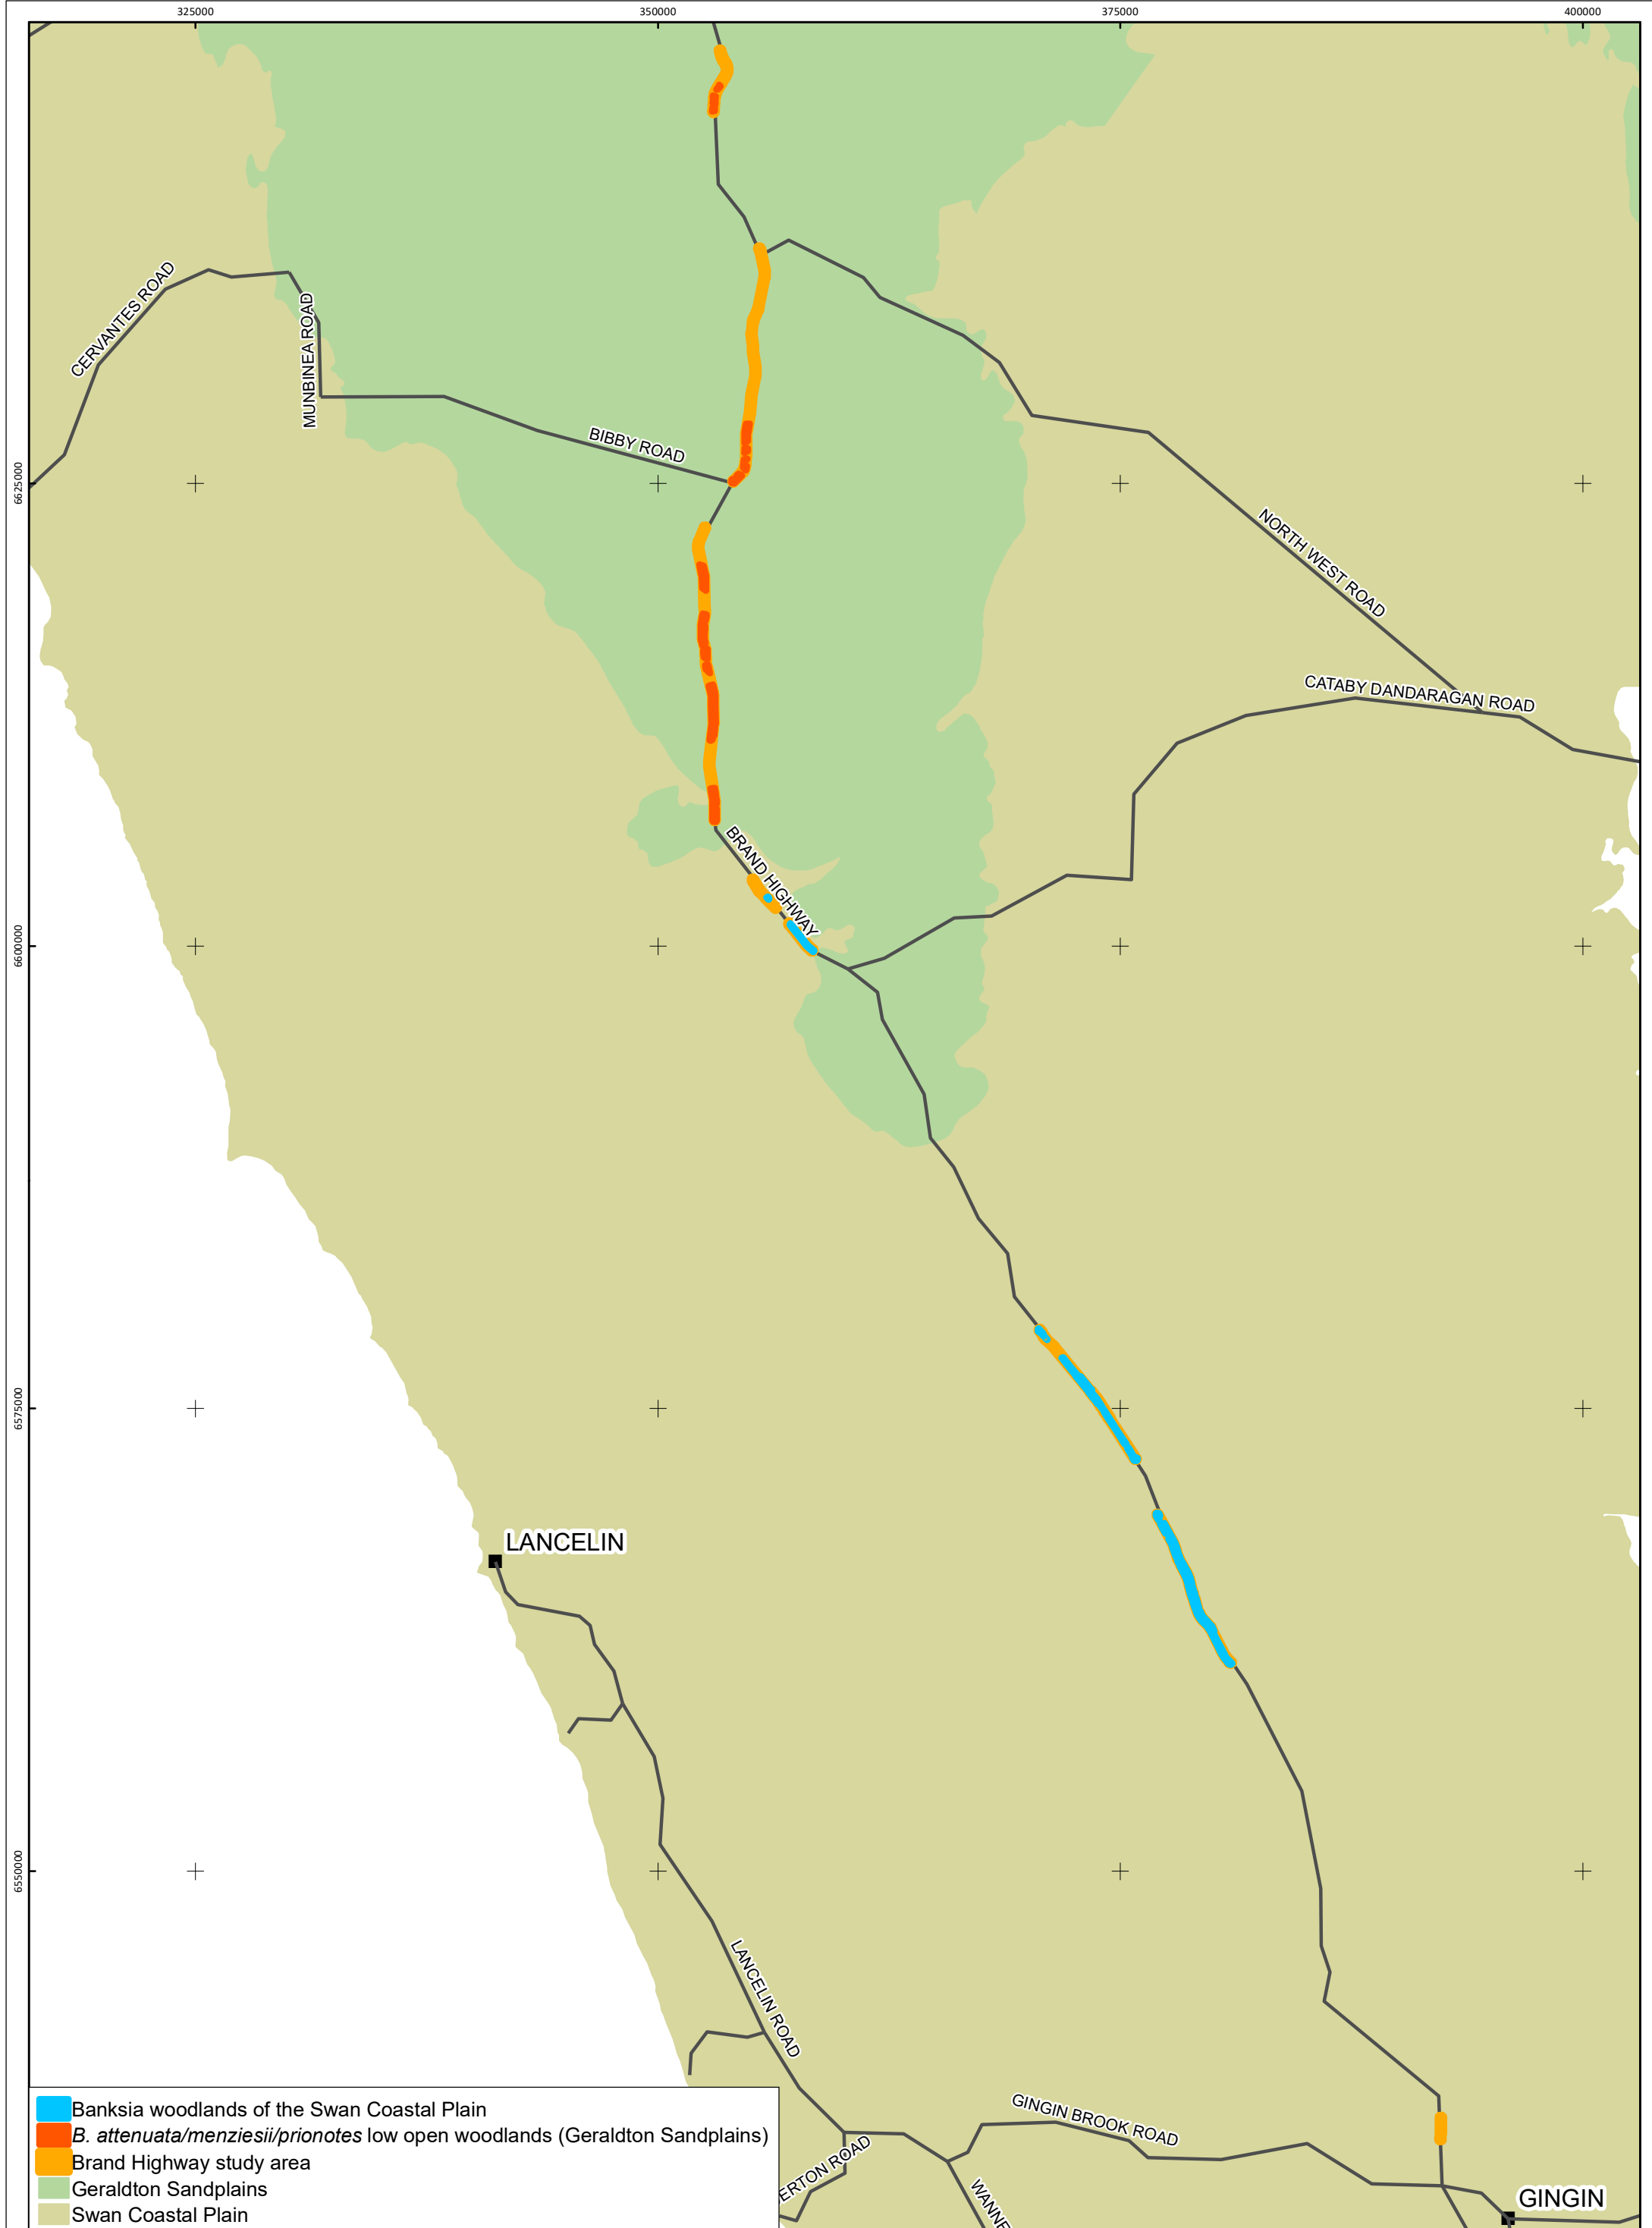 325000 350000 375000 400000
CERVANTES ROAD
MUNBINEA ROAD
BIBBY ROAD
6625000
NORTH WEST ROAD
CATABY DANDARAGAN ROAD
BRAND HIGHWAY
6600000
6575000
LANCELIN
6550000
LANCELIN ROAD
GINGIN BROOK ROAD
ERTON ROAD
WANNE
GINGIN
Banksia woodlands of the Swan Coastal Plain
B. attenuata/menziesii/prionotes low open woodlands (Geraldton Sandplains)
Brand Highway study area
Geraldton Sandplains
Swan Coastal Plain